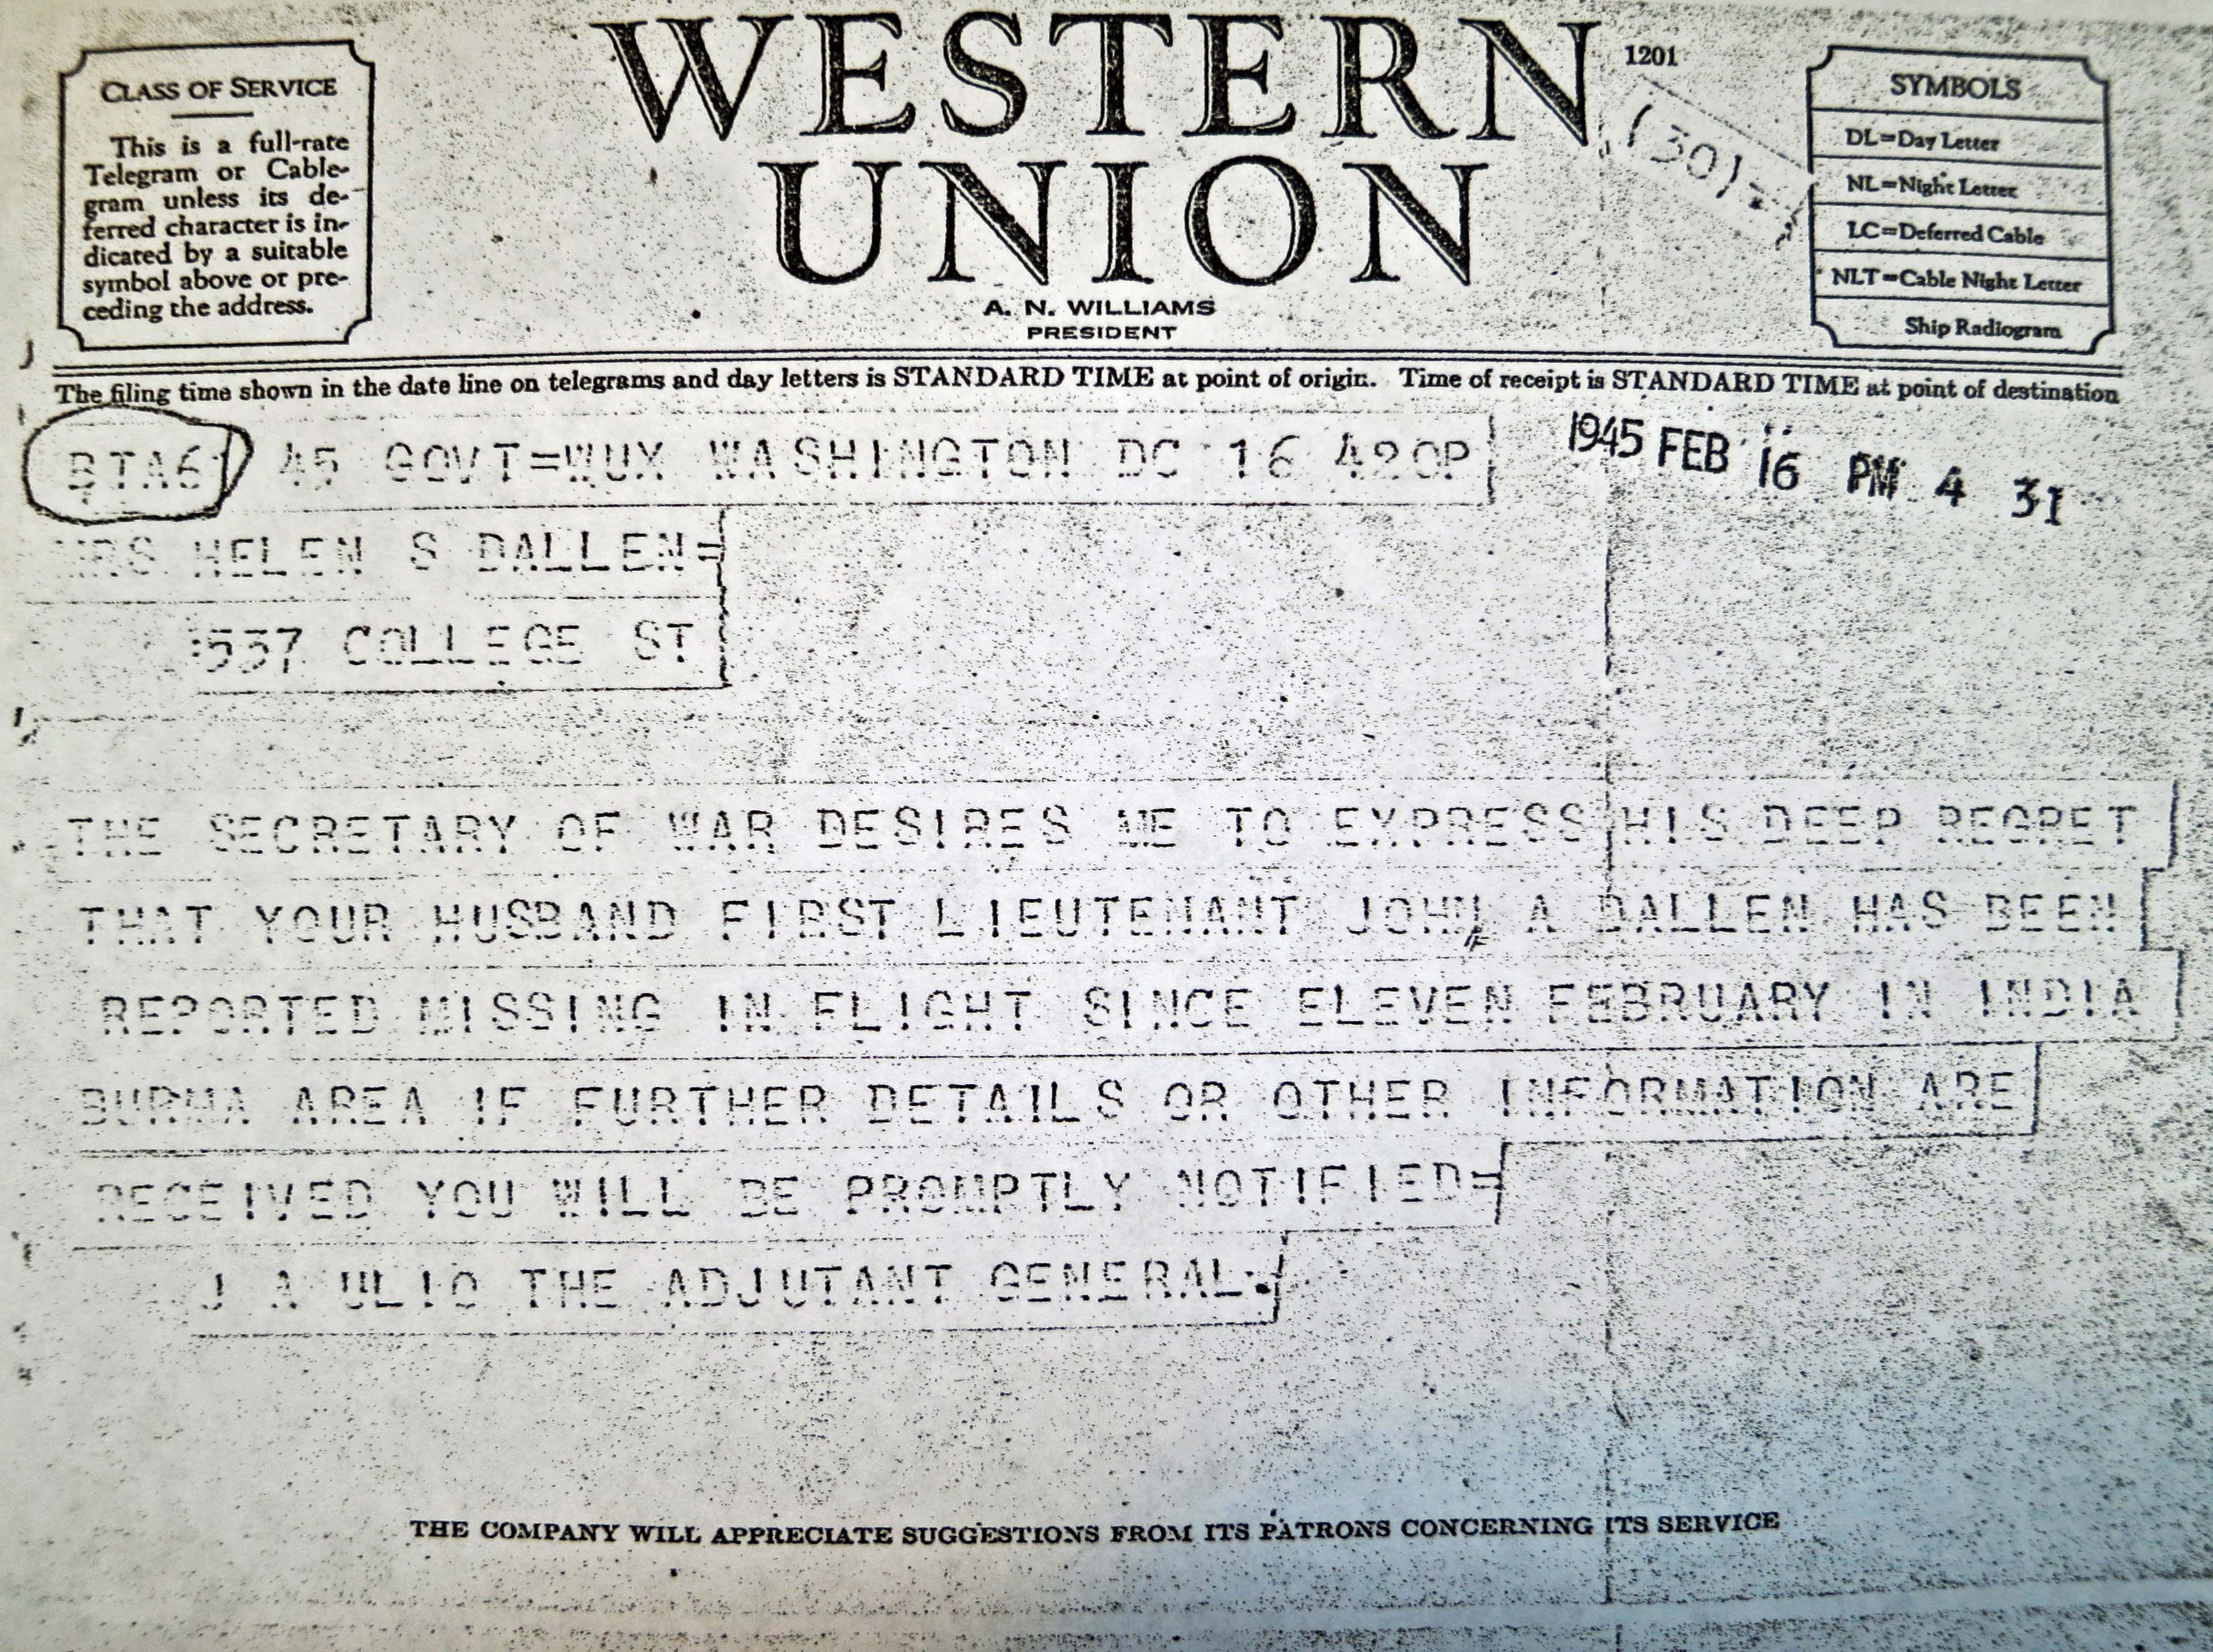 WESTERN
UNION
1201
(30).
A. N. WILLIAMS
PRESIDENT
CLASS OF SERVICE
This is a full-rate
Telegram or Cable-
gram unless its de-
ferred character is in-
dicated by a suitable
symbol above or pre-
ceding the address.
SYMBOLS
DL=Day Letter
NL=Night Letter
LC=Deferred Cable
NLT=Cable Night Letter
Ship Radiogram
The filing time shown in the date line on telegrams and day letters is STANDARD TIME at point of origin. Time of receipt is STANDARD TIME at point of destination
BTA61 45 GOVT=WUX WASHINGTON DC 16 420P
1945 FEB 16 PM 4 31
MRS HELEN S DALLEN=
537 COLLEGE ST
THE SECRETARY OF WAR DESIRES ME TO EXPRESS HIS DEEP REGRET
THAT YOUR HUSBAND FIRST LIEUTENANT JOHN A DALLEN HAS BEEN
REPORTED MISSING IN FLIGHT SINCE ELEVEN FEBRUARY IN INDIA
BURMA AREA IF FURTHER DETAILS OR OTHER INFORMATION ARE
RECEIVED YOU WILL BE PROMPTLY NOTIFIED=
J A ULIO THE ADJUTANT GENERAL.
THE COMPANY WILL APPRECIATE SUGGESTIONS FROM ITS PATRONS CONCERNING ITS SERVICE